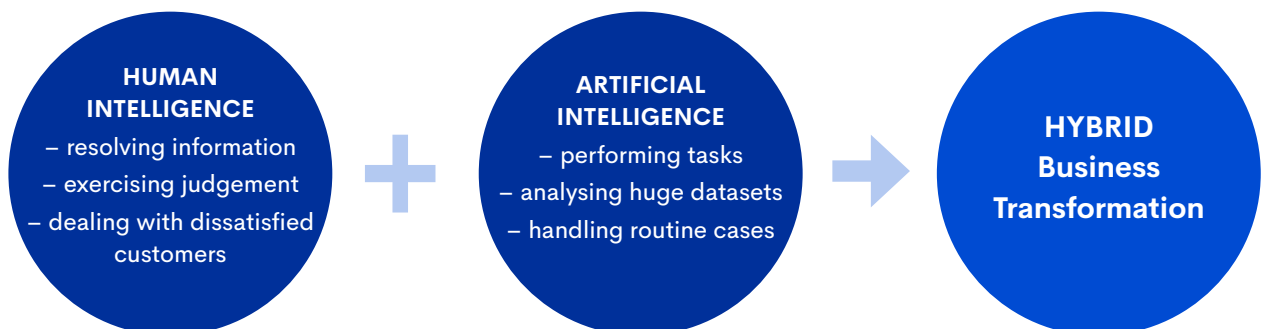 HUMAN
INTELLIGENCE
– resolving information
– exercising judgement
– dealing with dissatisfied
customers
ARTIFICIAL
INTELLIGENCE
– performing tasks
– analysing huge datasets
– handling routine cases
HYBRID
Business
Transformation